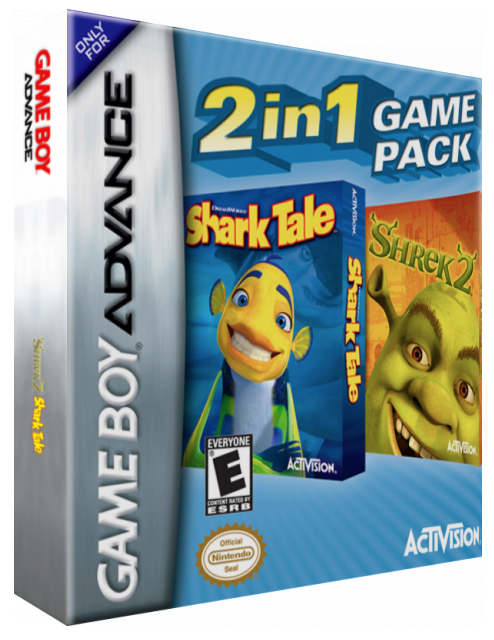 GAME BOY
ADVANCE
Shrek 2 Shark Tale
ONLY
FOR
GAME BOY ADVANCE
2 in 1 GAME
PACK
DREAMWORKS
Shark Tale
ACTIVISION.
Shark Tale
SHREK 2
EVERYONE
E
CONTENT RATED BY
ESRB
ACTIVISION.
ACTIVISION.
Official
Nintendo
Seal
ACTIVISION